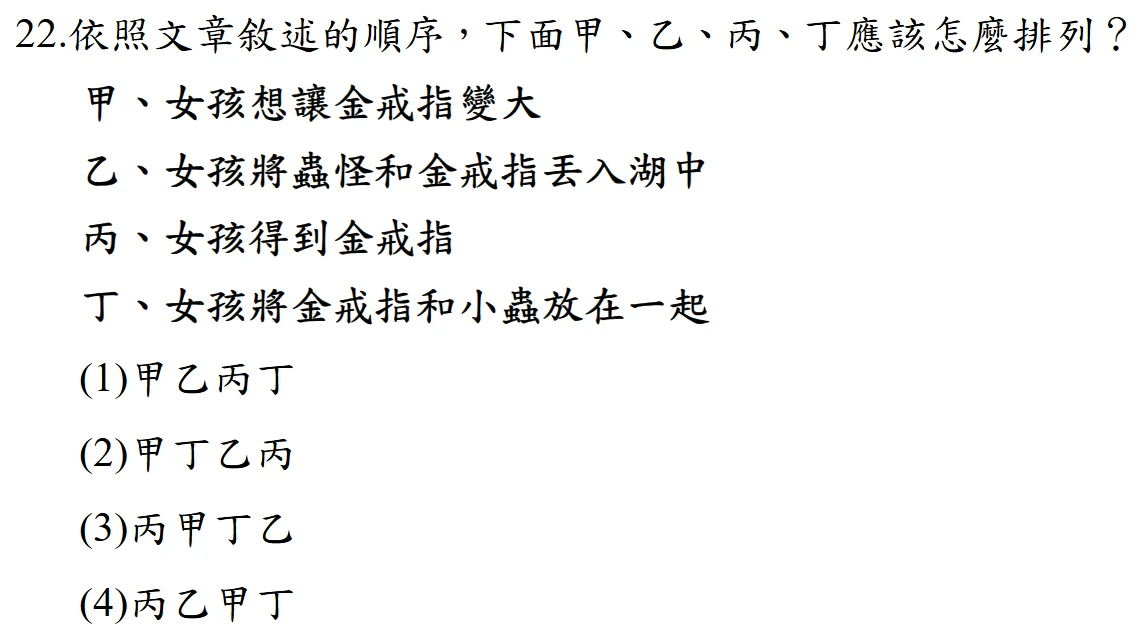 22.依照文章敘述的順序，下面甲、乙、丙、丁應該怎麼排列？
甲、女孩想讓金戒指變大
乙、女孩將蟲怪和金戒指丟入湖中
丙、女孩得到金戒指
丁、女孩將金戒指和小蟲放在一起
(1)甲乙丙丁
(2)甲丁乙丙
(3)丙甲丁乙
(4)丙乙甲丁